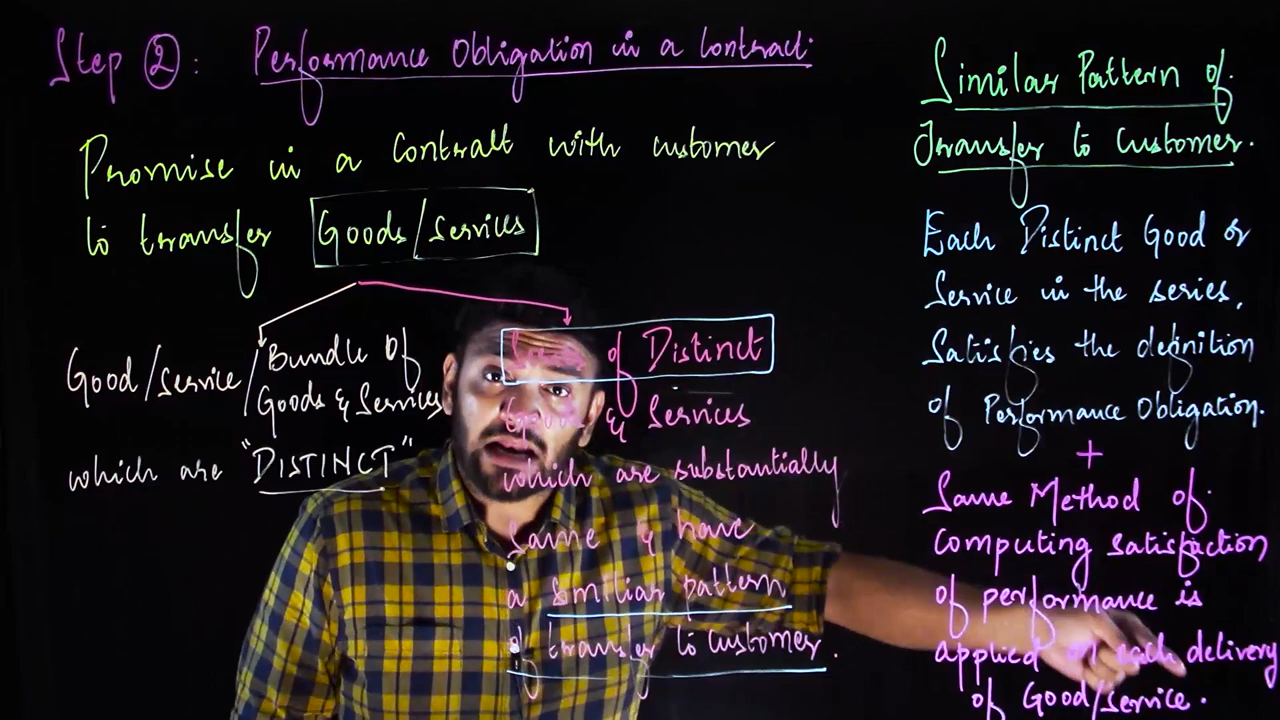 Step ②: Performance Obligation in a Contract:
Promise in a Contract with customer
to transfer Goods/Services
Good/Service/Bundle Of
Goods & Services
which are "DISTINCT"
of Distinct
& Services
which are substantially
Same & have
a similar pattern
of transfer to customer.
Similar Pattern of
Transfer to Customer.
Each Distinct Good or
Service in the series,
Satisfies the definition
of Performance Obligation.
+
Same Method of
Computing satisfaction
of performance is
applied on each delivery
of Good/Service.